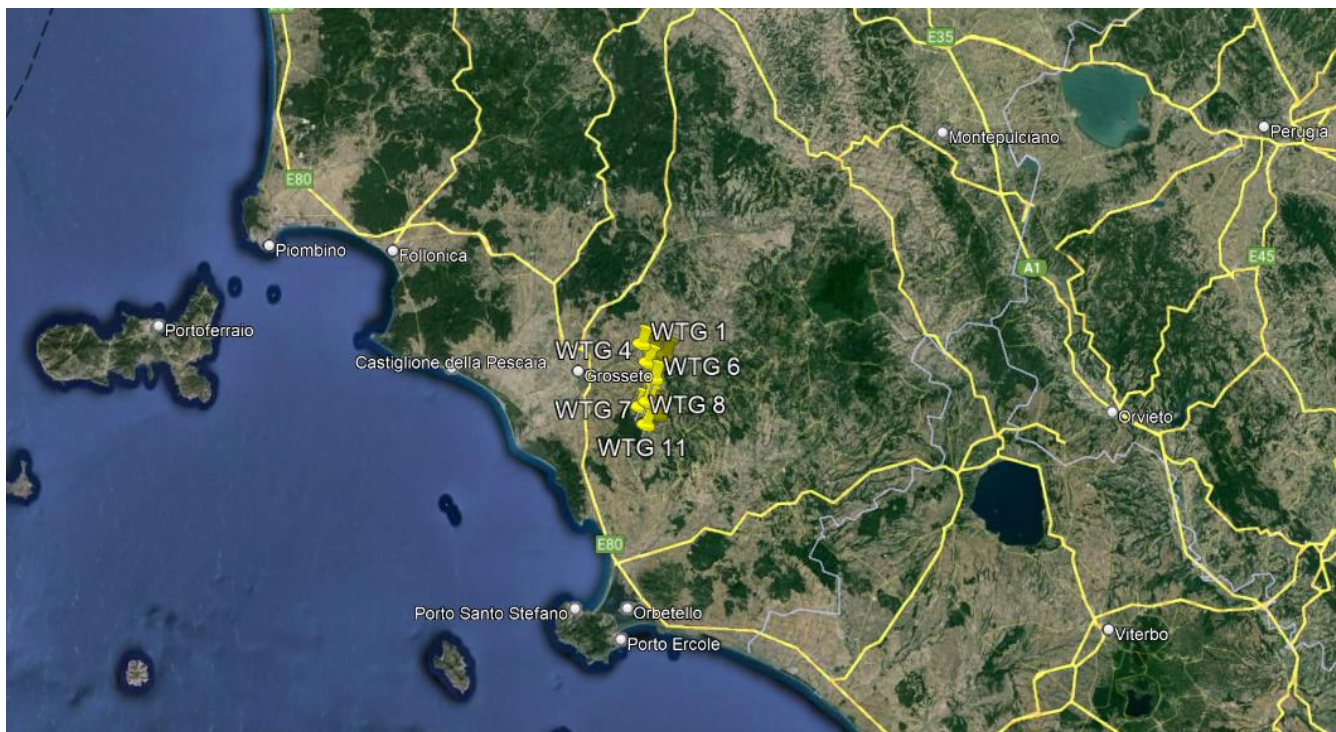 E35
Montepulciano
Perugia
E80
Piombino
Follonica
E45
A1
Portoferraio
WTG 1
WTG 4
Castiglione della Pescaia
Grosseto
WTG 6
WTG 7
WTG 8
Orvieto
WTG 11
E80
Porto Santo Stefano
Orbetello
Porto Ercole
Viterbo